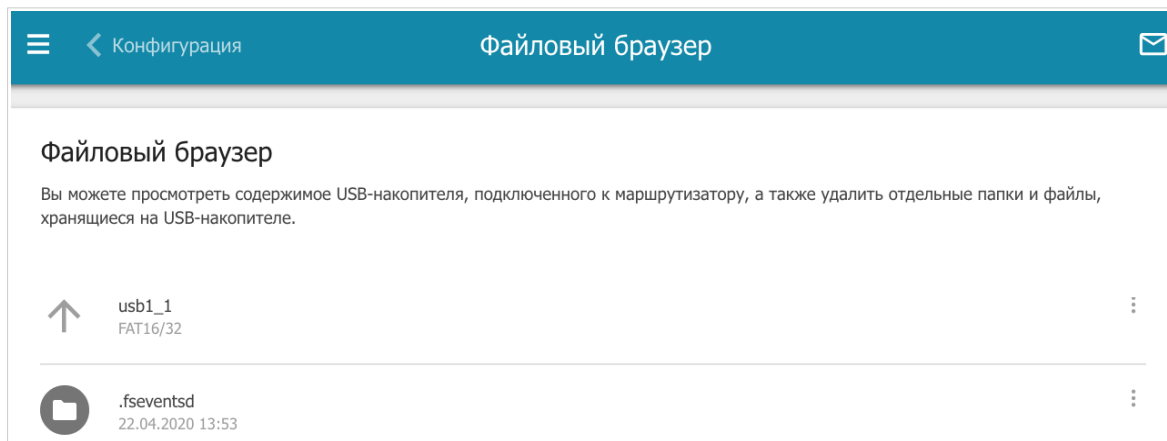 Конфигурация
Файловый браузер
Файловый браузер
Вы можете просмотреть содержимое USB-накопителя, подключенного к маршрутизатору, а также удалить отдельные папки и файлы,
хранящиеся на USB-накопителе.
usb1_1
FAT16/32
.fseventsd
22.04.2020 13:53